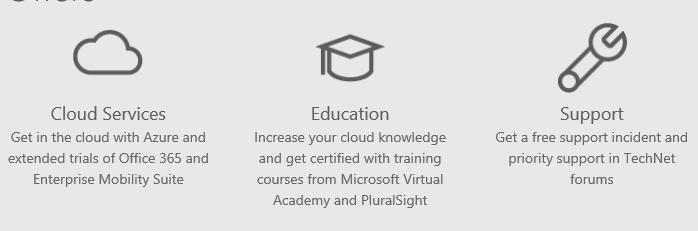 Cloud Services
Education
Support
Get in the cloud with Azure and
extended trials of Office 365 and
Enterprise Mobility Suite
Increase your cloud knowledge
and get certified with training
courses from Microsoft Virtual
Academy and PluralSight
Get a free support incident and
priority support in TechNet
forums